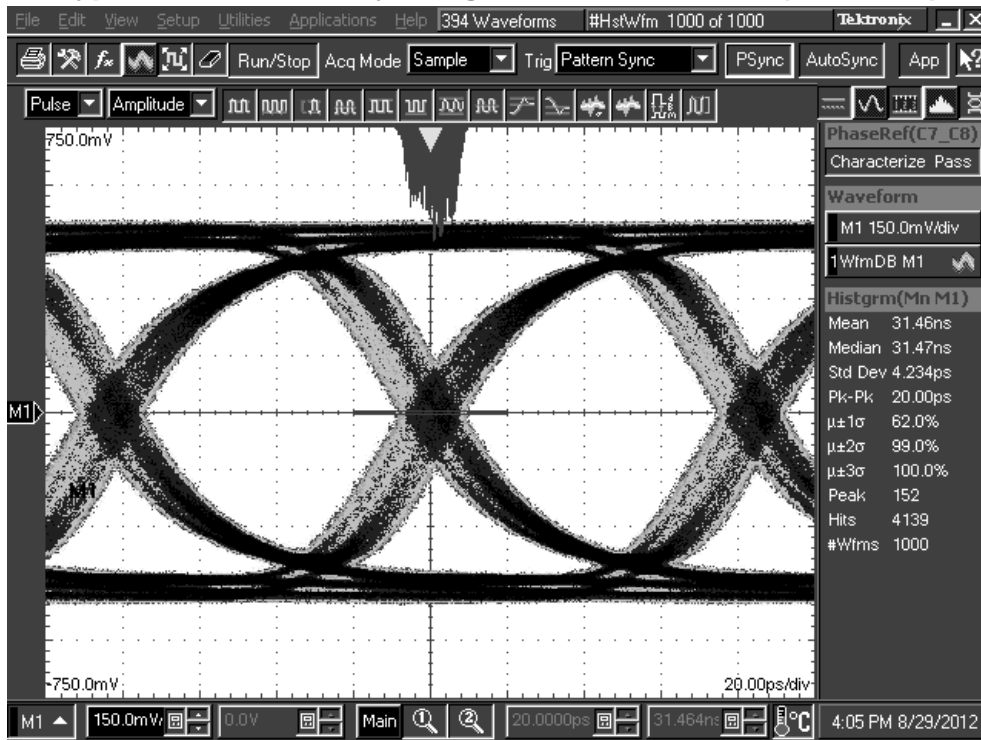 File Edit View Setup Utilities Applications Help 394 Waveforms #HstWfm 1000 of 1000 Tektronix
Run/Stop Acq Mode Sample Trig Pattern Sync PSync AutoSync App
Pulse Amplitude
750.0mV
PhaseRef(C7_C8)
Characterize Pass
Waveform
M1 150.0mV/div
1WfmDB M1
Histgrm(Mn M1)
Mean 31.46ns
Median 31.47ns
Std Dev 4.234ps
Pk-Pk 20.00ps
µ±1σ 62.0%
µ±2σ 99.0%
µ±3σ 100.0%
Peak 152
Hits 4139
#Wfms 1000
M1
M1
-750.0mV 20.00ps/div
M1 150.0mV/ 0.0V Main 1 2 20.0000ps 31.464ns °C 4:05 PM 8/29/2012